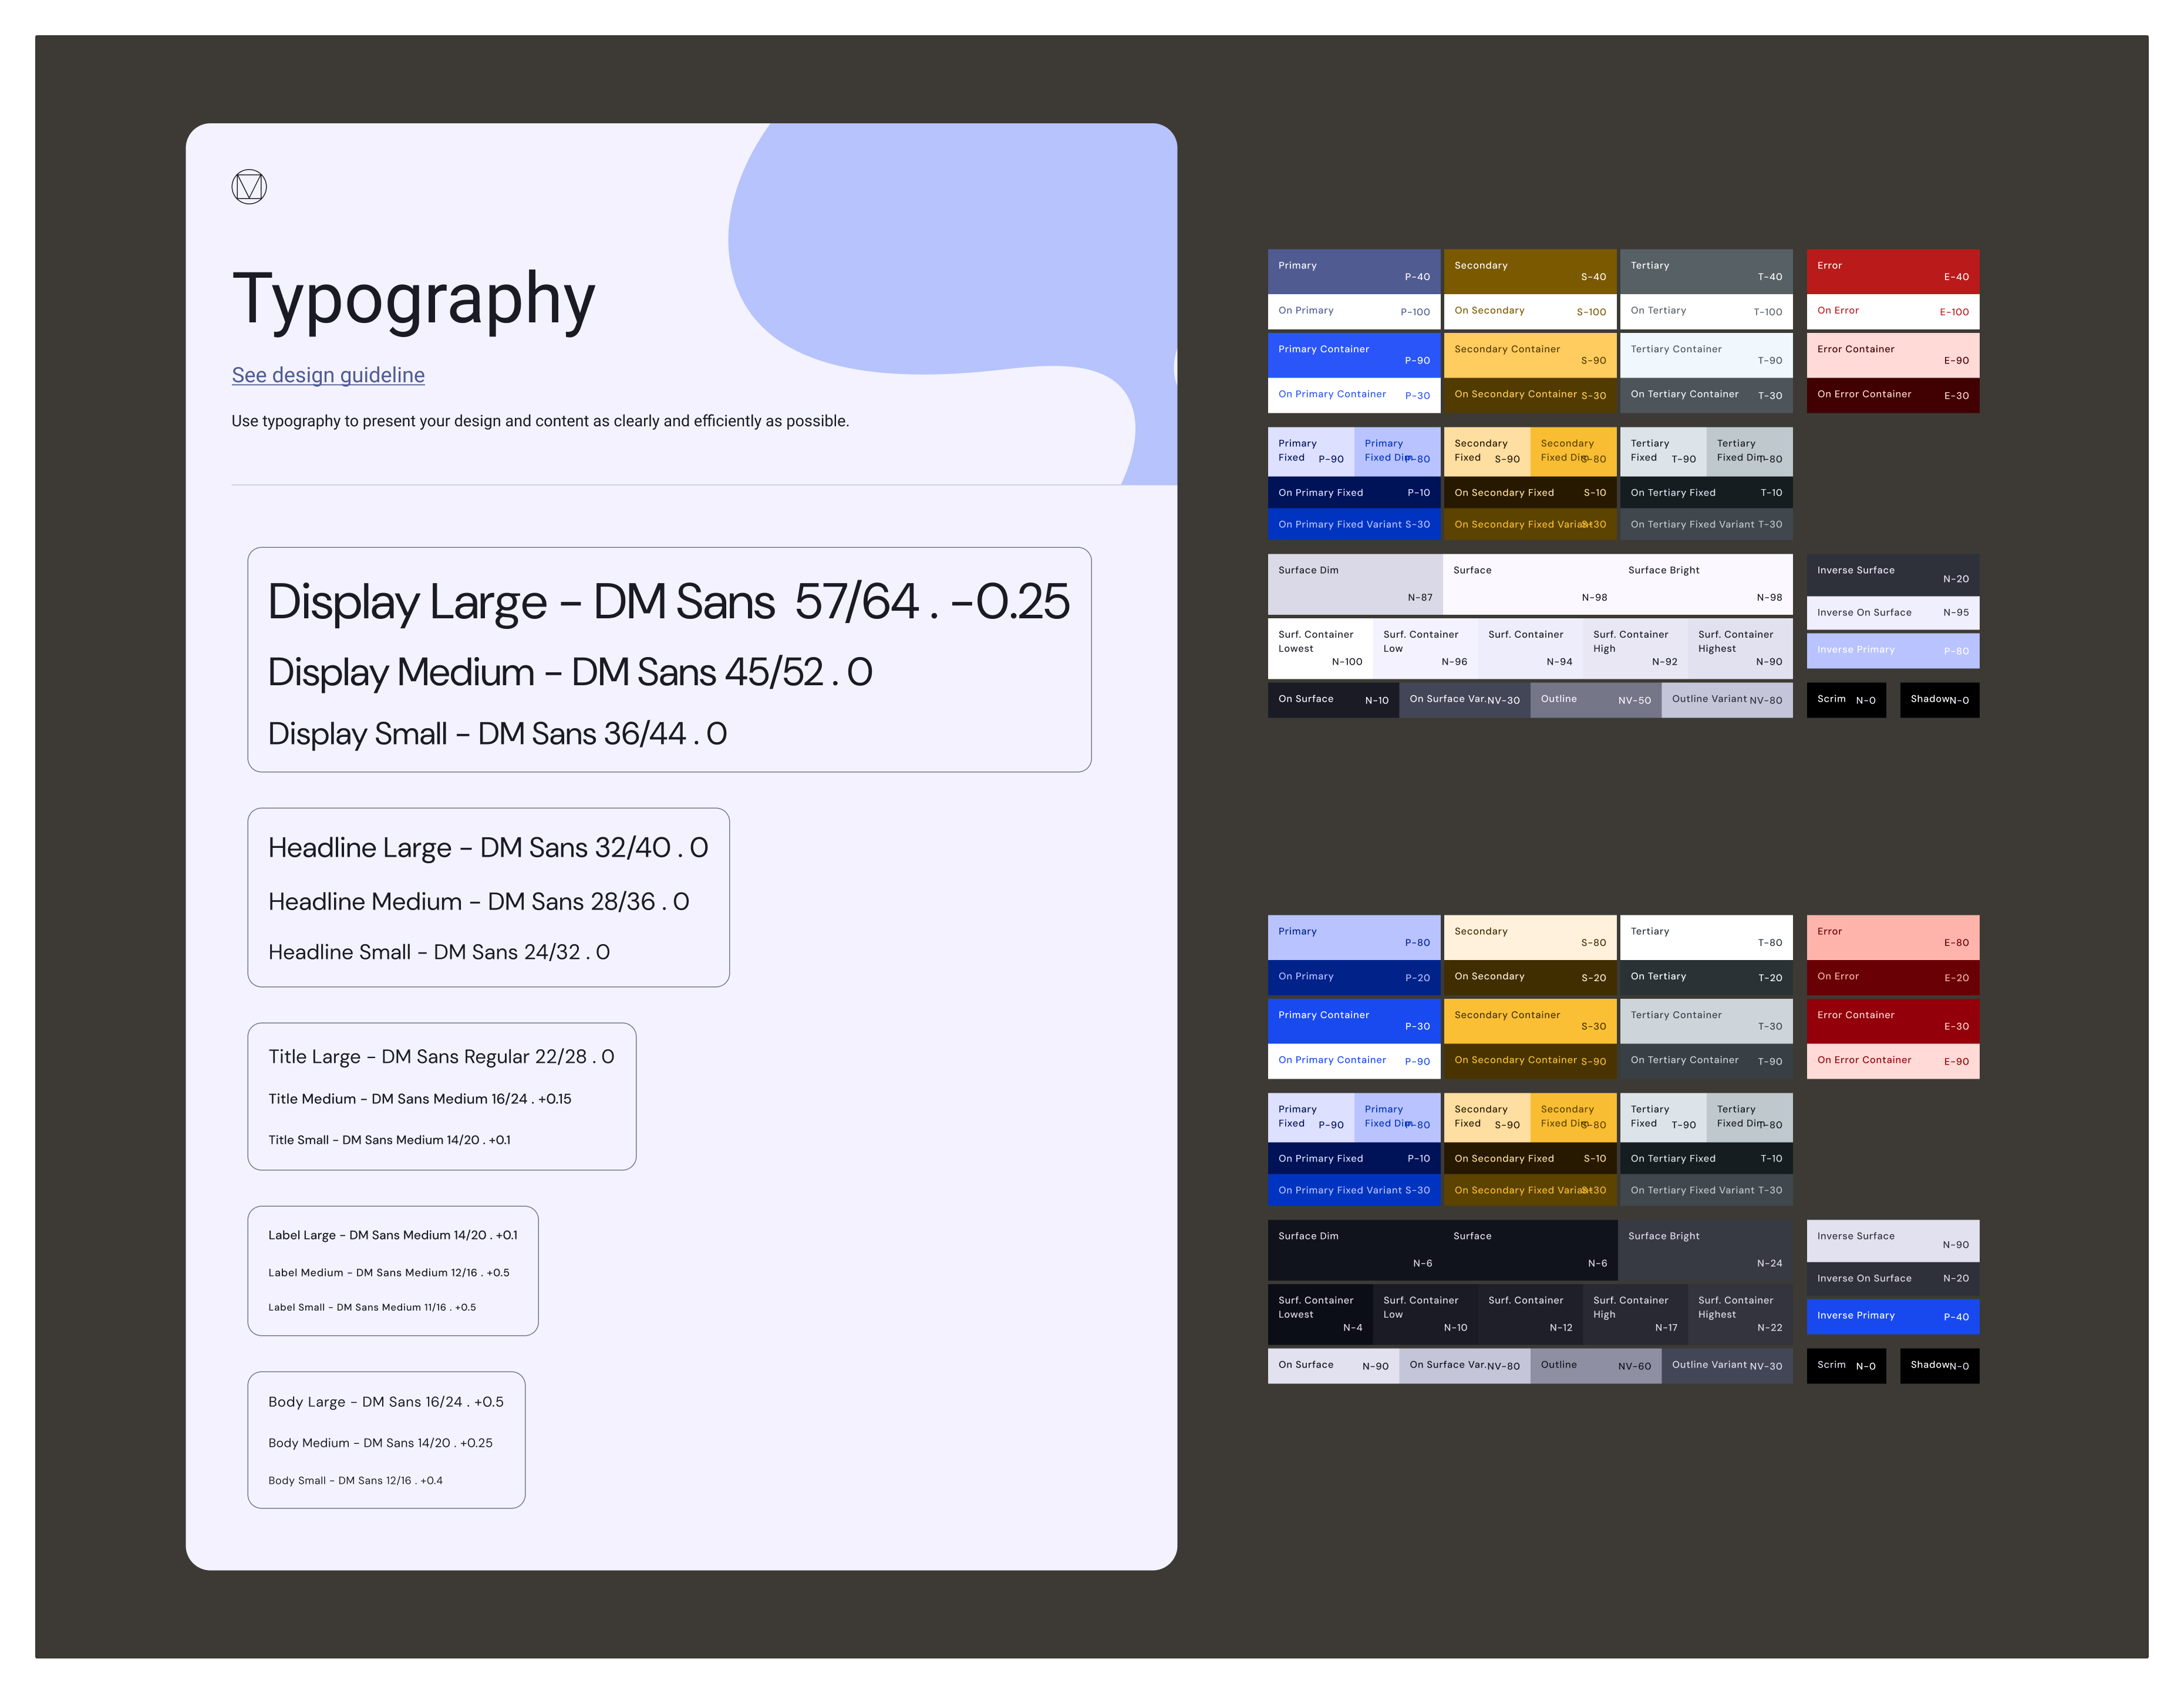 Typography
See design guideline
Use typography to present your design and content as clearly and efficiently as possible.
Display Large - DM Sans 57/64 . -0.25
Display Medium - DM Sans 45/52 . 0
Display Small - DM Sans 36/44 . 0
Headline Large - DM Sans 32/40 . 0
Headline Medium - DM Sans 28/36 . 0
Headline Small - DM Sans 24/32 . 0
Title Large - DM Sans Regular 22/28 . 0
Title Medium - DM Sans Medium 16/24 . +0.15
Title Small - DM Sans Medium 14/20 . +0.1
Label Large - DM Sans Medium 14/20 . +0.1
Label Medium - DM Sans Medium 12/16 . +0.5
Label Small - DM Sans Medium 11/16 . +0.5
Body Large - DM Sans 16/24 . +0.5
Body Medium - DM Sans 14/20 . +0.25
Body Small - DM Sans 12/16 . +0.4
Primary P-40
Secondary S-40
Tertiary T-40
Error E-40
On Primary P-100
On Secondary S-100
On Tertiary T-100
On Error E-100
Primary Container P-90
Secondary Container S-90
Tertiary Container T-90
Error Container E-90
On Primary Container P-30
On Secondary Container S-30
On Tertiary Container T-30
On Error Container E-30
Primary
Fixed P-90
Primary
Fixed Dim P-80
Secondary
Fixed S-90
Secondary
Fixed Dim S-80
Tertiary
Fixed T-90
Tertiary
Fixed Dim T-80
On Primary Fixed P-10
On Secondary Fixed S-10
On Tertiary Fixed T-10
On Primary Fixed Variant S-30
On Secondary Fixed Variant S-30
On Tertiary Fixed Variant T-30
Surface Dim N-87
Surface N-98
Surface Bright N-98
Inverse Surface N-20
Inverse On Surface N-95
Inverse Primary P-80
Surf. Container
Lowest N-100
Surf. Container
Low N-96
Surf. Container
N-94
Surf. Container
High N-92
Surf. Container
Highest N-90
On Surface N-10
On Surface Var. NV-30
Outline NV-50
Outline Variant NV-80
Scrim N-0
Shadow N-0
Primary P-80
Secondary S-80
Tertiary T-80
Error E-80
On Primary P-20
On Secondary S-20
On Tertiary T-20
On Error E-20
Primary Container P-30
Secondary Container S-30
Tertiary Container T-30
Error Container E-30
On Primary Container P-90
On Secondary Container S-90
On Tertiary Container T-90
On Error Container E-90
Primary
Fixed P-90
Primary
Fixed Dim P-80
Secondary
Fixed S-90
Secondary
Fixed Dim S-80
Tertiary
Fixed T-90
Tertiary
Fixed Dim T-80
On Primary Fixed P-10
On Secondary Fixed S-10
On Tertiary Fixed T-10
On Primary Fixed Variant S-30
On Secondary Fixed Variant S-30
On Tertiary Fixed Variant T-30
Surface Dim N-6
Surface N-6
Surface Bright N-24
Inverse Surface N-90
Inverse On Surface N-20
Inverse Primary P-40
Surf. Container
Lowest N-4
Surf. Container
Low N-10
Surf. Container
N-12
Surf. Container
High N-17
Surf. Container
Highest N-22
On Surface N-90
On Surface Var. NV-80
Outline NV-60
Outline Variant NV-30
Scrim N-0
Shadow N-0